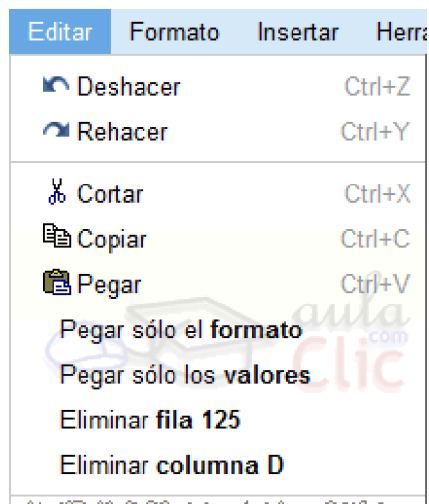 Editar Formato Insertar Herra
Deshacer Ctrl+Z
Rehacer Ctrl+Y
Cortar Ctrl+X
Copiar Ctrl+C
Pegar Ctrl+V
Pegar sólo el formato
Pegar sólo los valores
Eliminar fila 125
Eliminar columna D
aula
Clic
.com